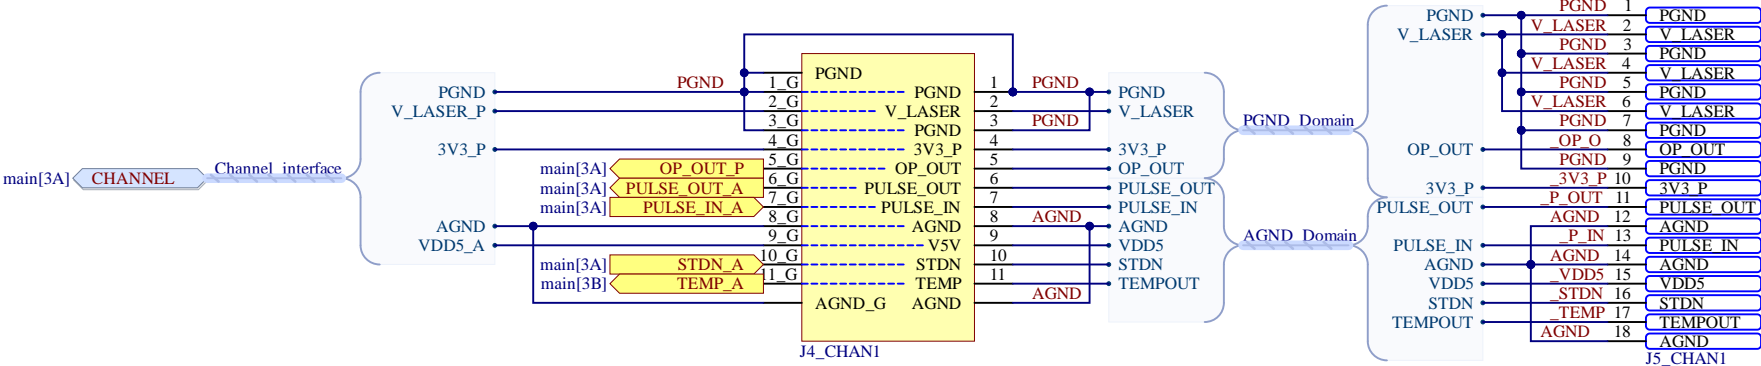 main[3A] CHANNEL
Channel_interface
PGND
V_LASER_P
3V3_P
AGND
VDD5_A
PGND
main[3A] OP_OUT_P
main[3A] PULSE_OUT_A
main[3A] PULSE_IN_A
main[3A] STDN_A
main[3B] TEMP_A
PGND
1_G PGND 1
2_G V_LASER 2
3_G PGND 3
4_G 3V3_P 4
5_G OP_OUT 5
6_G PULSE_OUT 6
7_G PULSE_IN 7
8_G AGND 8
9_G V5V 9
10_G STDN 10
11_G TEMP 11
AGND_G AGND
J4_CHAN1
PGND
PGND
AGND
AGND
PGND
V_LASER
3V3_P
OP_OUT
PULSE_OUT
PULSE_IN
AGND
VDD5
STDN
TEMPOUT
PGND_Domain
AGND_Domain
PGND
V_LASER
OP_OUT
3V3_P
PULSE_OUT
PULSE_IN
AGND
VDD5
STDN
TEMPOUT
PGND 1 PGND
V_LASER 2 V_LASER
PGND 3 PGND
V_LASER 4 V_LASER
PGND 5 PGND
V_LASER 6 V_LASER
PGND 7 PGND
_OP_O 8 OP_OUT
PGND 9 PGND
_3V3_P 10 3V3_P
_P_OUT 11 PULSE_OUT
AGND 12 AGND
_P_IN 13 PULSE_IN
AGND 14 AGND
_VDD5 15 VDD5
_STDN 16 STDN
_TEMP 17 TEMPOUT
AGND 18 AGND
J5_CHAN1